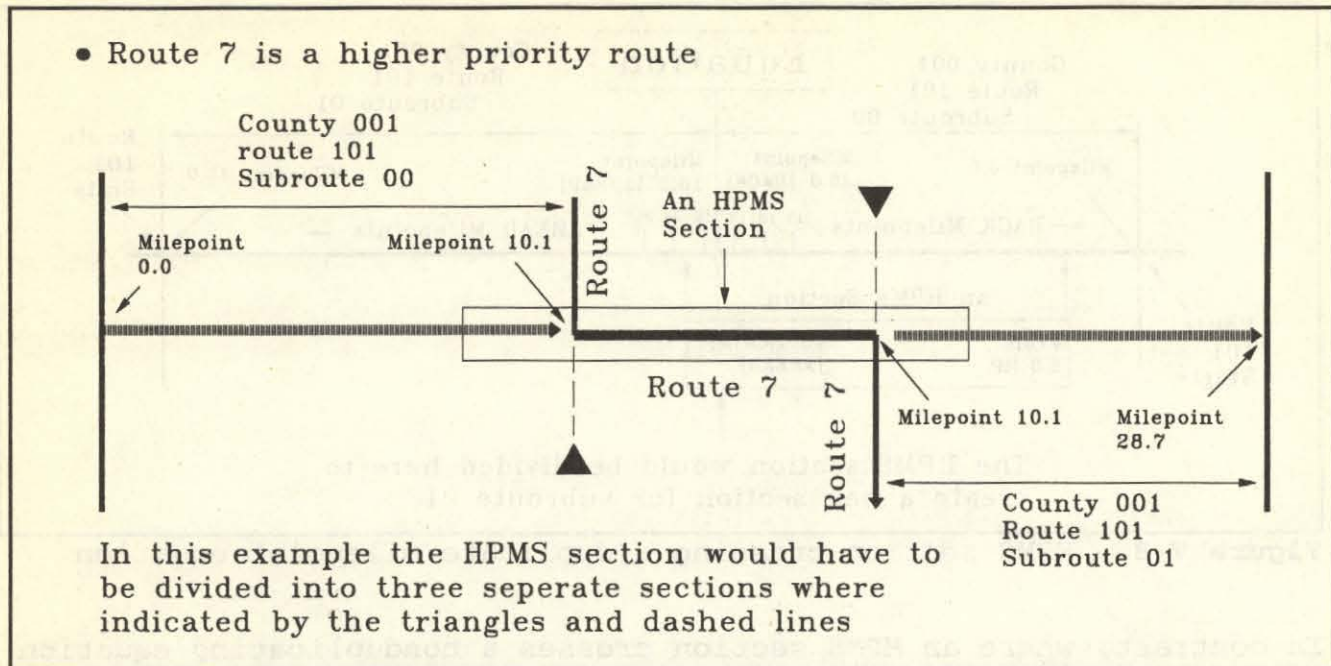 • Route 7 is a higher priority route
County 001
route 101
Subroute 00
Milepoint
0.0
Milepoint 10.1
Route 7
An HPMS
Section
Route 7
Route 7
Milepoint 10.1
Milepoint
28.7
County 001
Route 101
Subroute 01
In this example the HPMS section would have to
be divided into three seperate sections where
indicated by the triangles and dashed lines